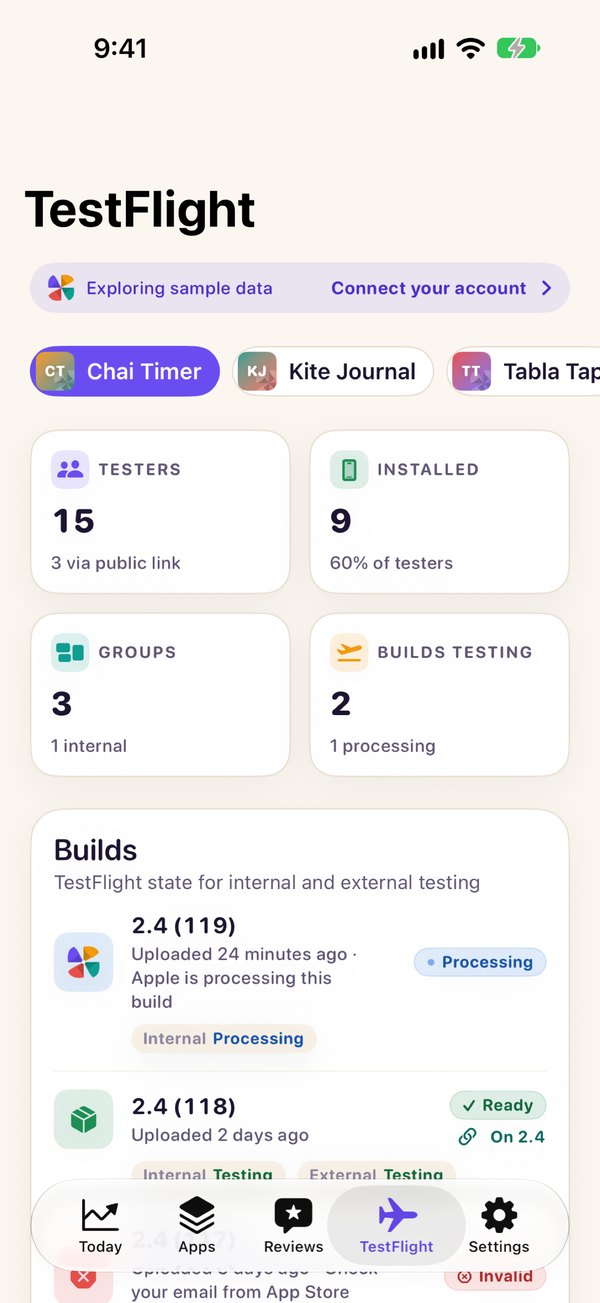 9:41
TestFlight
Exploring sample data
Connect your account
CT Chai Timer
KJ Kite Journal
TT Tabla Tap
TESTERS
15
3 via public link
INSTALLED
9
60% of testers
GROUPS
3
1 internal
BUILDS TESTING
2
1 processing
Builds
TestFlight state for internal and external testing
2.4 (119)
Uploaded 24 minutes ago ·
Apple is processing this
build
Processing
Internal Processing
2.4 (118)
Uploaded 2 days ago
Ready
On 2.4
Internal Testing
External Testing
2.4 (117)
Today
Apps
Reviews
TestFlight
Settings
Invalid
your email from App Store